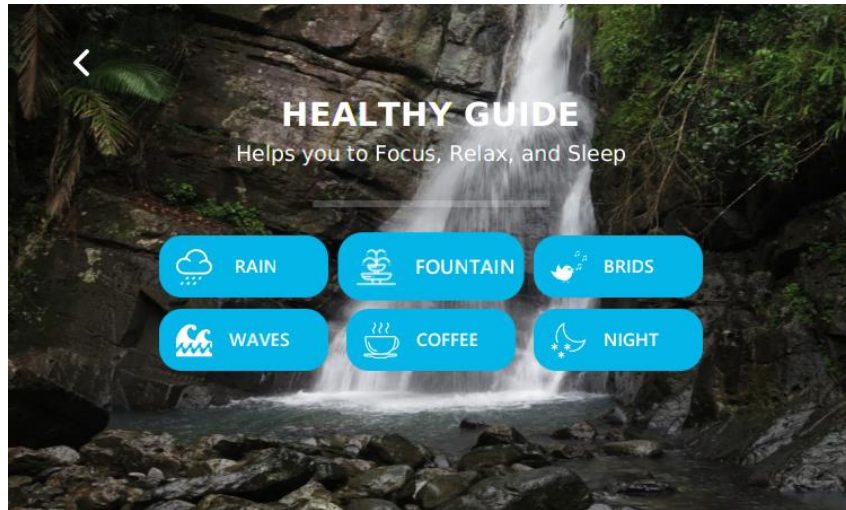 HEALTHY GUIDE
Helps you to Focus, Relax, and Sleep
RAIN
FOUNTAIN
BRIDS
WAVES
COFFEE
NIGHT